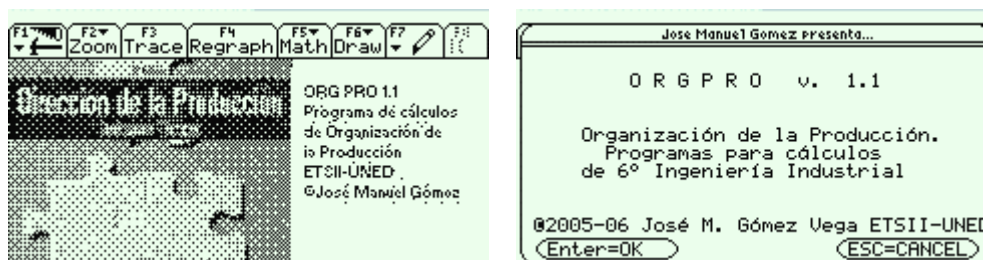 F1 F2 F3 F4 F5 F6 F7
Zoom Trace Regraph Math Draw
Dirección de la Producción
ORG PRO 1.1
Programa de cálculos
de Organización de
la Producción
ETSII-UNED
©José Manuel Gómez
Jose Manuel Gomez presenta...
O R G P R O v. 1.1
Organización de la Producción.
Programas para cálculos
de 6º Ingeniería Industrial
©2005-06 José M. Gómez Vega ETSII-UNED
Enter=OK ESC=CANCEL